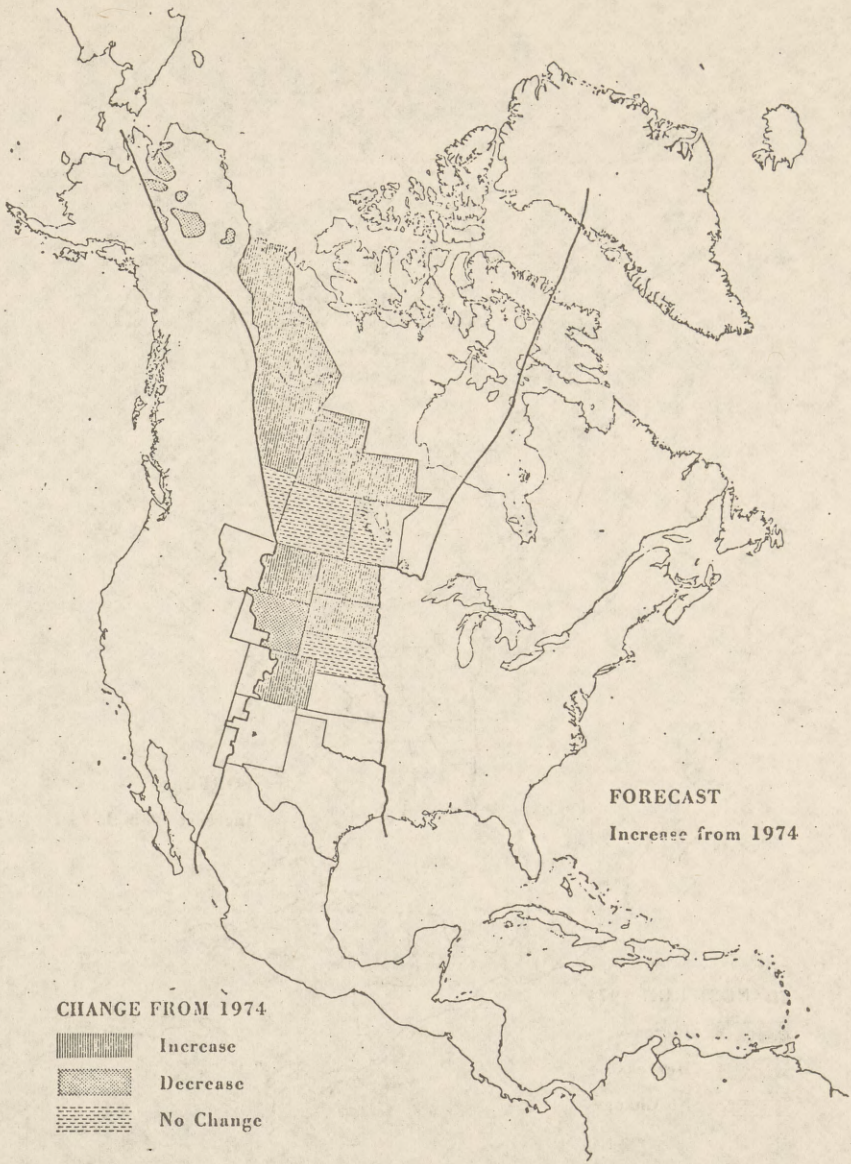 FORECAST
Increase from 1974
CHANGE FROM 1974
Increase
Decrease
No Change